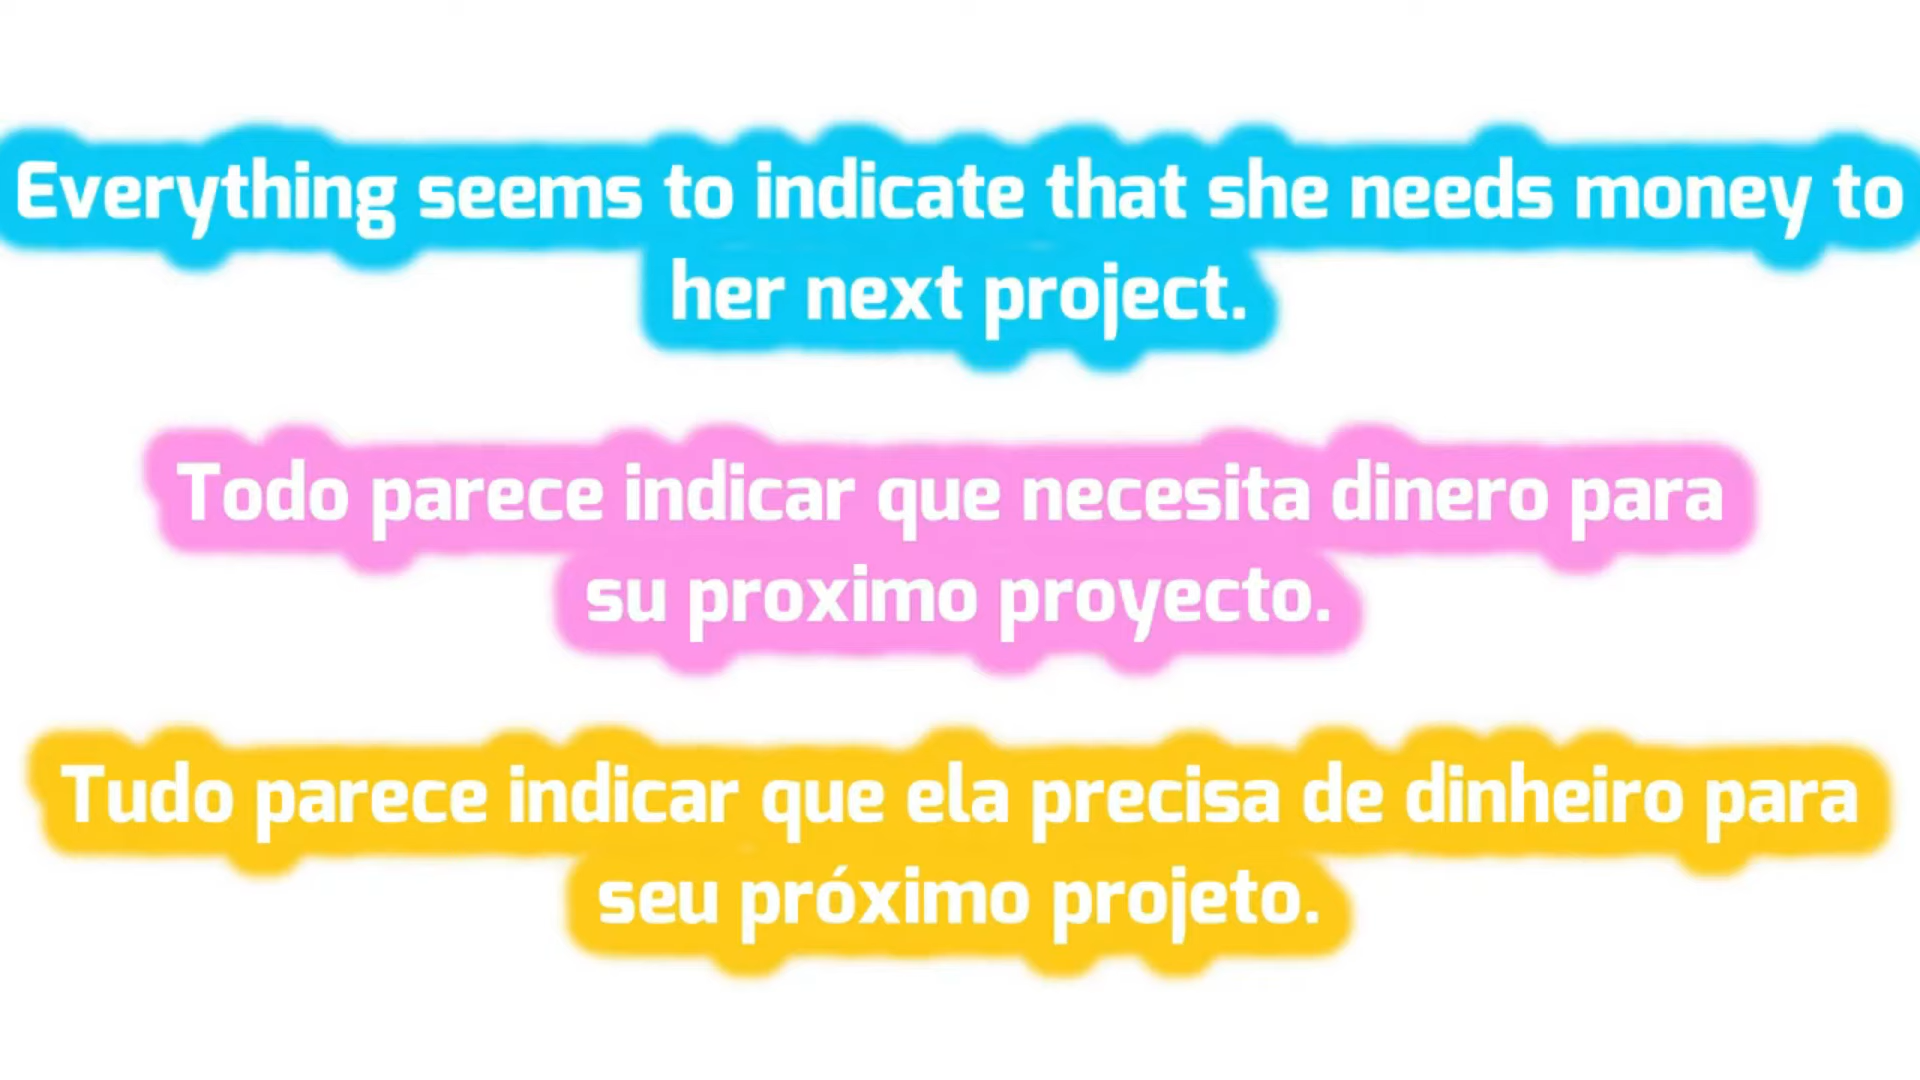 Everything seems to indicate that she needs money to
her next project.
Todo parece indicar que necesita dinero para
su proximo proyecto.
Tudo parece indicar que ela precisa de dinheiro para
seu próximo projeto.